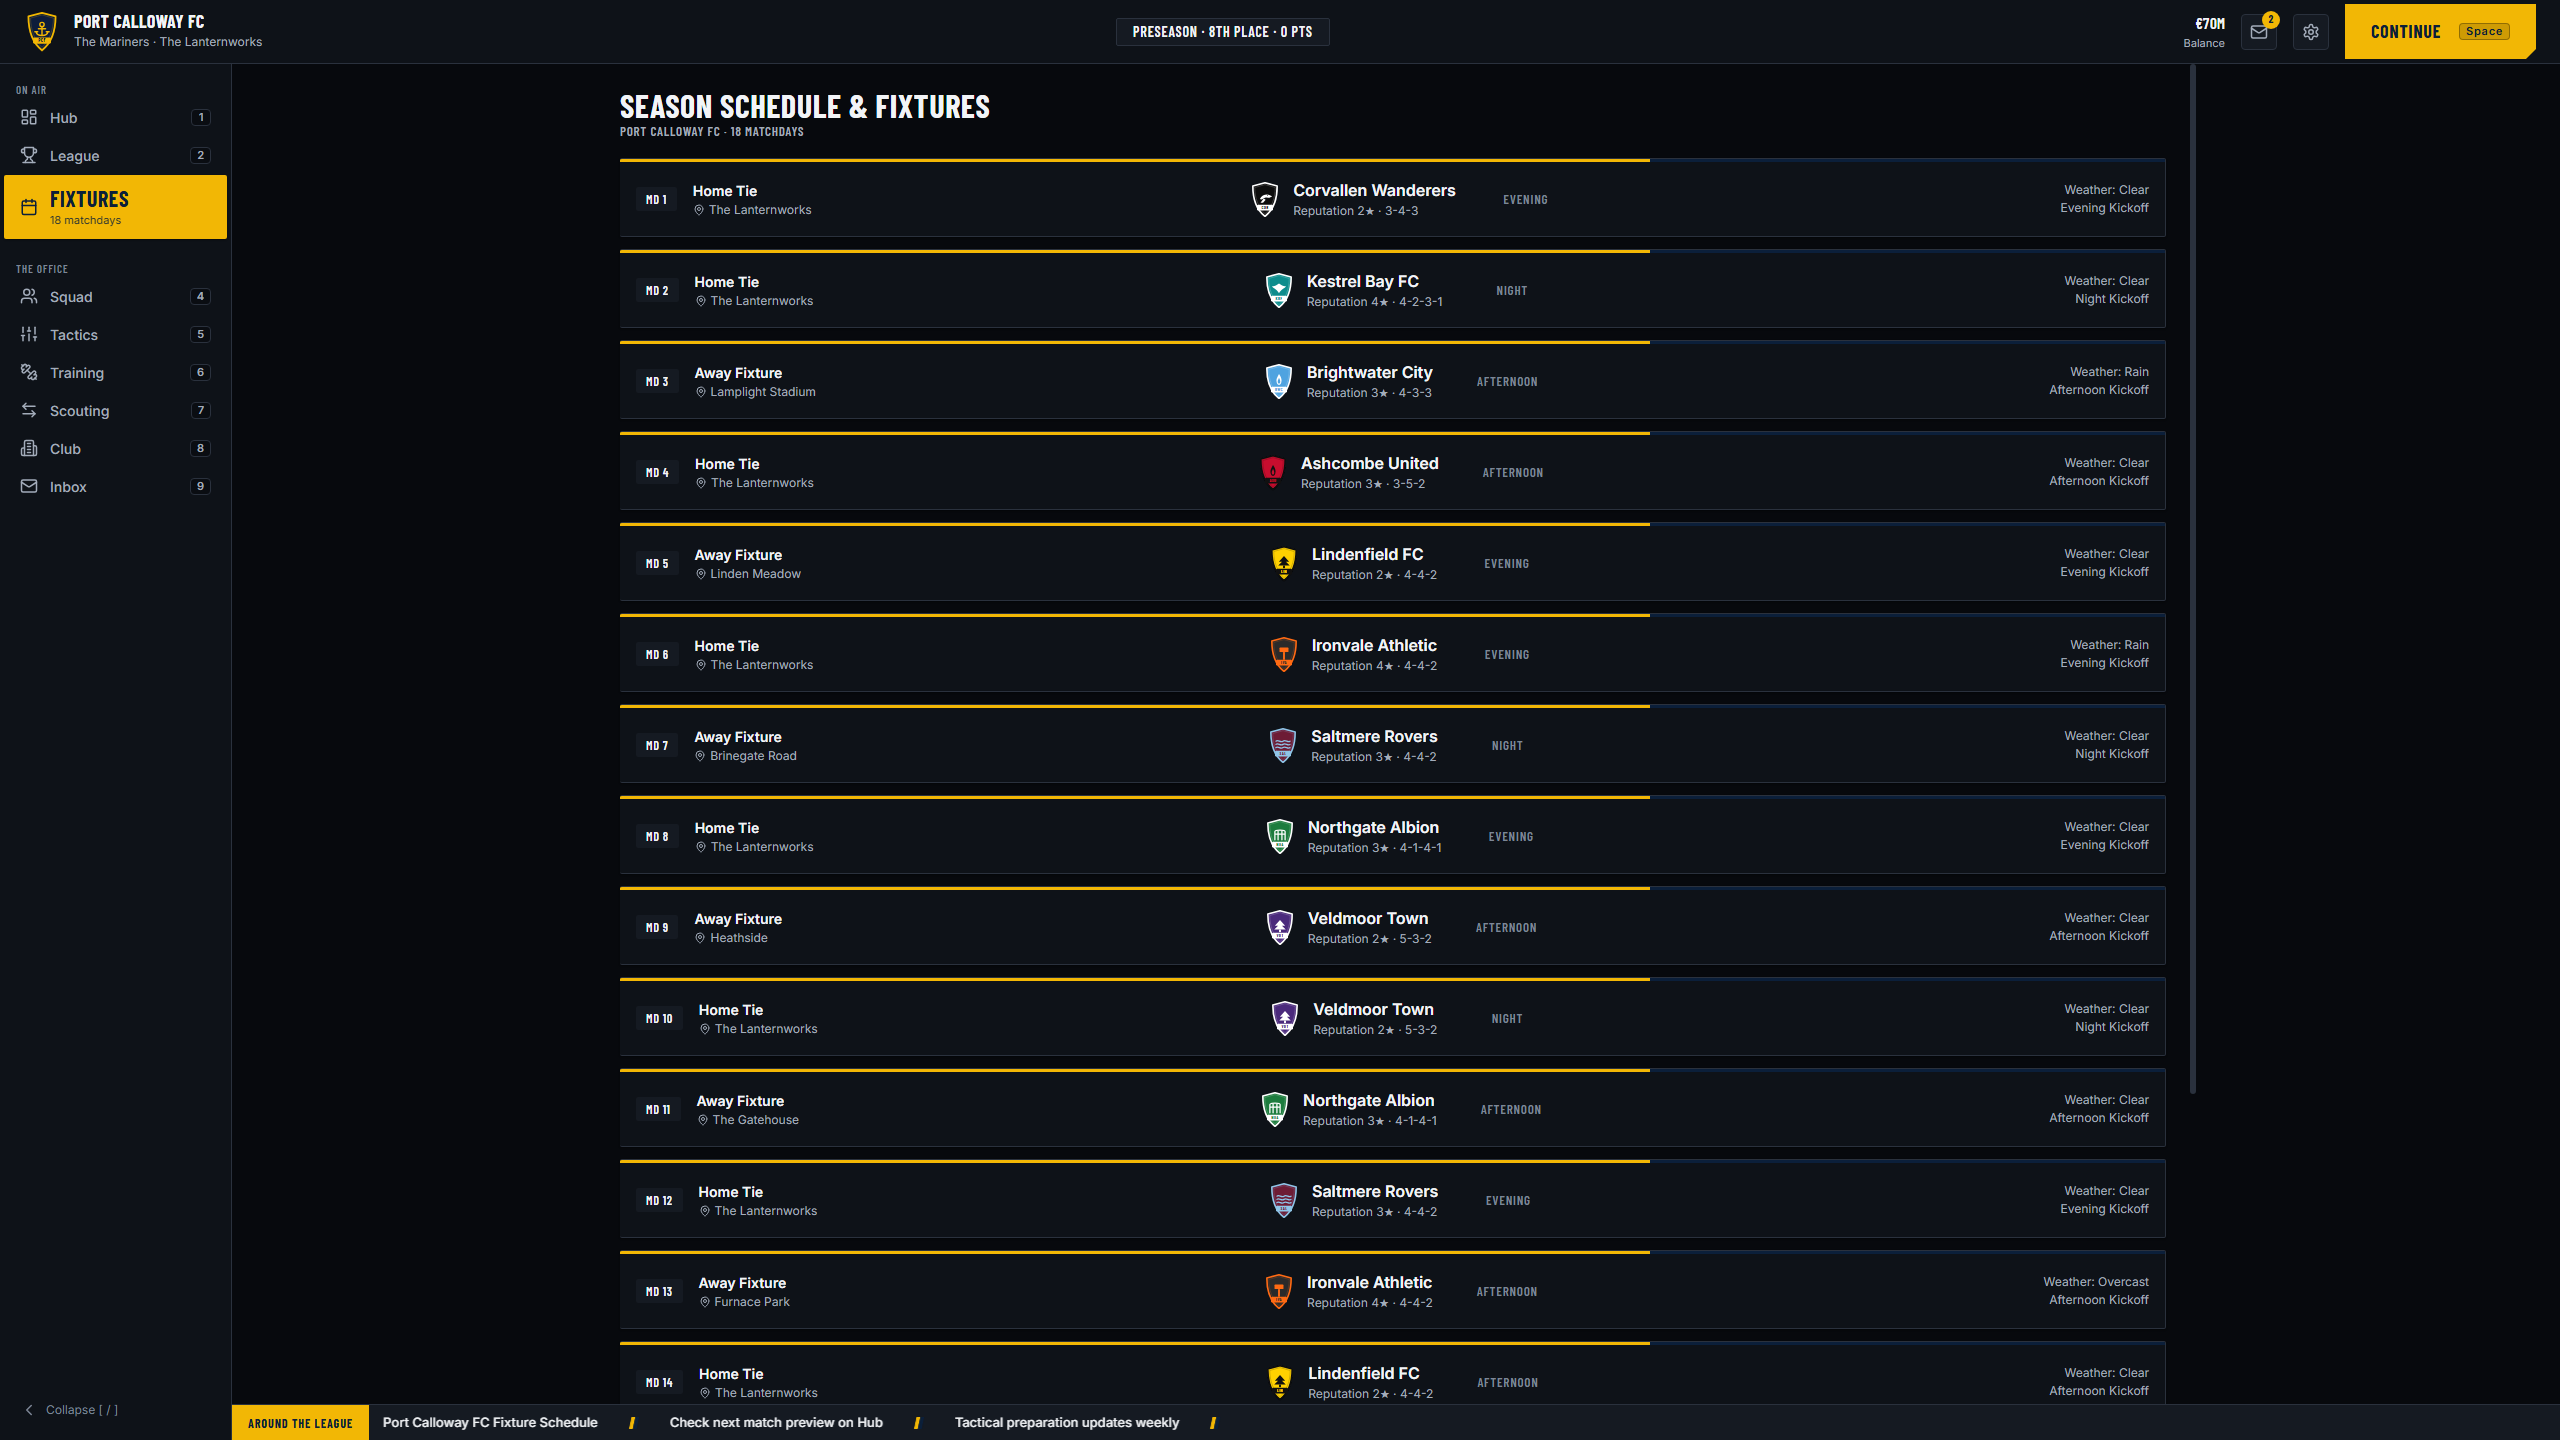 PORT CALLOWAY FC
The Mariners · The Lanternworks
PRESEASON · 8TH PLACE · 0 PTS
€70M
Balance
2
CONTINUE Space
ON AIR
Hub 1
League 2
FIXTURES
18 matchdays
THE OFFICE
Squad 4
Tactics 5
Training 6
Scouting 7
Club 8
Inbox 9
Collapse [ / ]
SEASON SCHEDULE & FIXTURES
PORT CALLOWAY FC · 18 MATCHDAYS
MD 1
Home Tie
The Lanternworks
Corvallen Wanderers
Reputation 2★ · 3-4-3
EVENING
Weather: Clear
Evening Kickoff
MD 2
Home Tie
The Lanternworks
Kestrel Bay FC
Reputation 4★ · 4-2-3-1
NIGHT
Weather: Clear
Night Kickoff
MD 3
Away Fixture
Lamplight Stadium
Brightwater City
Reputation 3★ · 4-3-3
AFTERNOON
Weather: Rain
Afternoon Kickoff
MD 4
Home Tie
The Lanternworks
Ashcombe United
Reputation 3★ · 3-5-2
AFTERNOON
Weather: Clear
Afternoon Kickoff
MD 5
Away Fixture
Linden Meadow
Lindenfield FC
Reputation 2★ · 4-4-2
EVENING
Weather: Clear
Evening Kickoff
MD 6
Home Tie
The Lanternworks
Ironvale Athletic
Reputation 4★ · 4-4-2
EVENING
Weather: Rain
Evening Kickoff
MD 7
Away Fixture
Brinegate Road
Saltmere Rovers
Reputation 3★ · 4-4-2
NIGHT
Weather: Clear
Night Kickoff
MD 8
Home Tie
The Lanternworks
Northgate Albion
Reputation 3★ · 4-1-4-1
EVENING
Weather: Clear
Evening Kickoff
MD 9
Away Fixture
Heathside
Veldmoor Town
Reputation 2★ · 5-3-2
AFTERNOON
Weather: Clear
Afternoon Kickoff
MD 10
Home Tie
The Lanternworks
Veldmoor Town
Reputation 2★ · 5-3-2
NIGHT
Weather: Clear
Night Kickoff
MD 11
Away Fixture
The Gatehouse
Northgate Albion
Reputation 3★ · 4-1-4-1
AFTERNOON
Weather: Clear
Afternoon Kickoff
MD 12
Home Tie
The Lanternworks
Saltmere Rovers
Reputation 3★ · 4-4-2
EVENING
Weather: Clear
Evening Kickoff
MD 13
Away Fixture
Furnace Park
Ironvale Athletic
Reputation 4★ · 4-4-2
AFTERNOON
Weather: Overcast
Afternoon Kickoff
MD 14
Home Tie
The Lanternworks
Lindenfield FC
Reputation 2★ · 4-4-2
AFTERNOON
Weather: Clear
Afternoon Kickoff
AROUND THE LEAGUE
Port Calloway FC Fixture Schedule / Check next match preview on Hub / Tactical preparation updates weekly /